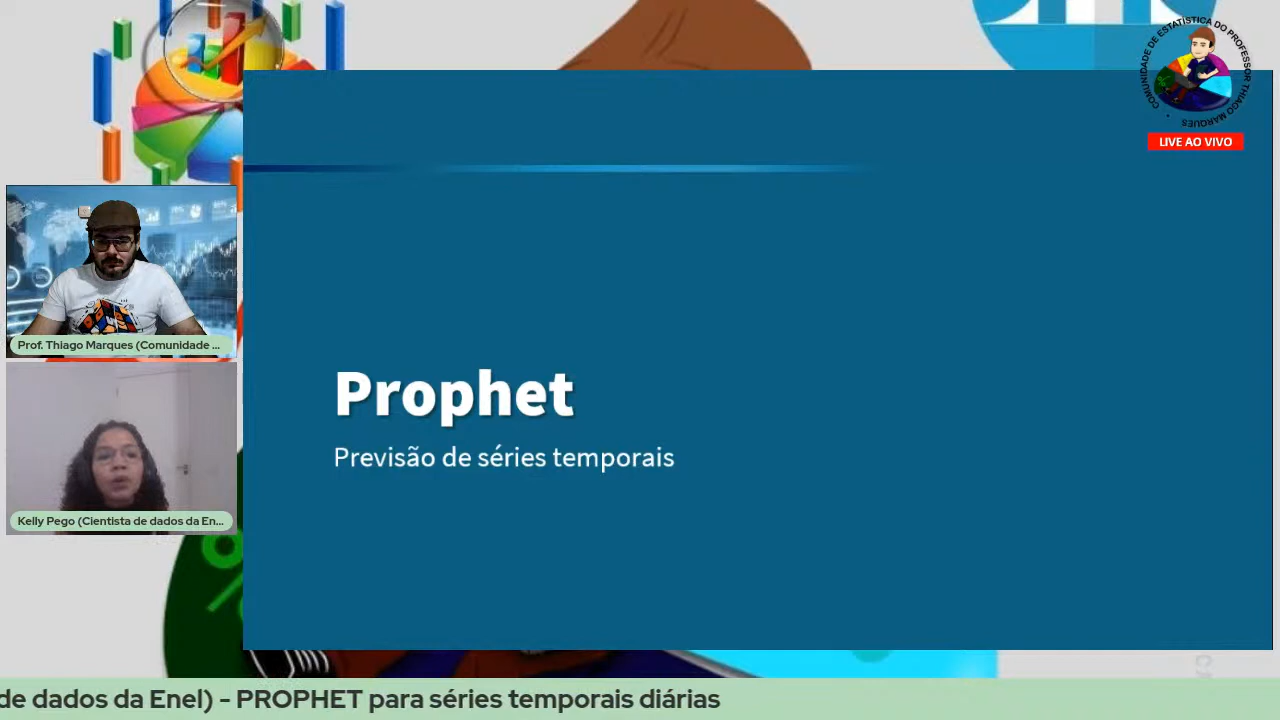 COMUNIDADE DE ESTATÍSTICA DO PROFESSOR THIAGO MARQUES
LIVE AO VIVO
Prof. Thiago Marques (Comunidade ...
Kelly Pego (Cientista de dados da En...
Prophet
Previsão de séries temporais
de dados da Enel) - PROPHET para séries temporais diárias